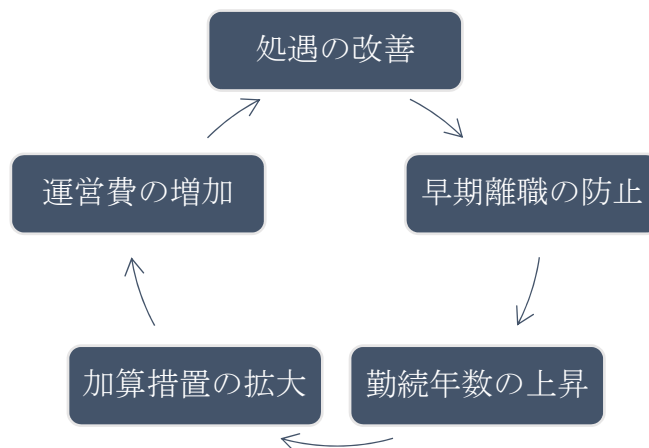 処遇の改善
早期離職の防止
勤続年数の上昇
加算措置の拡大
運営費の増加